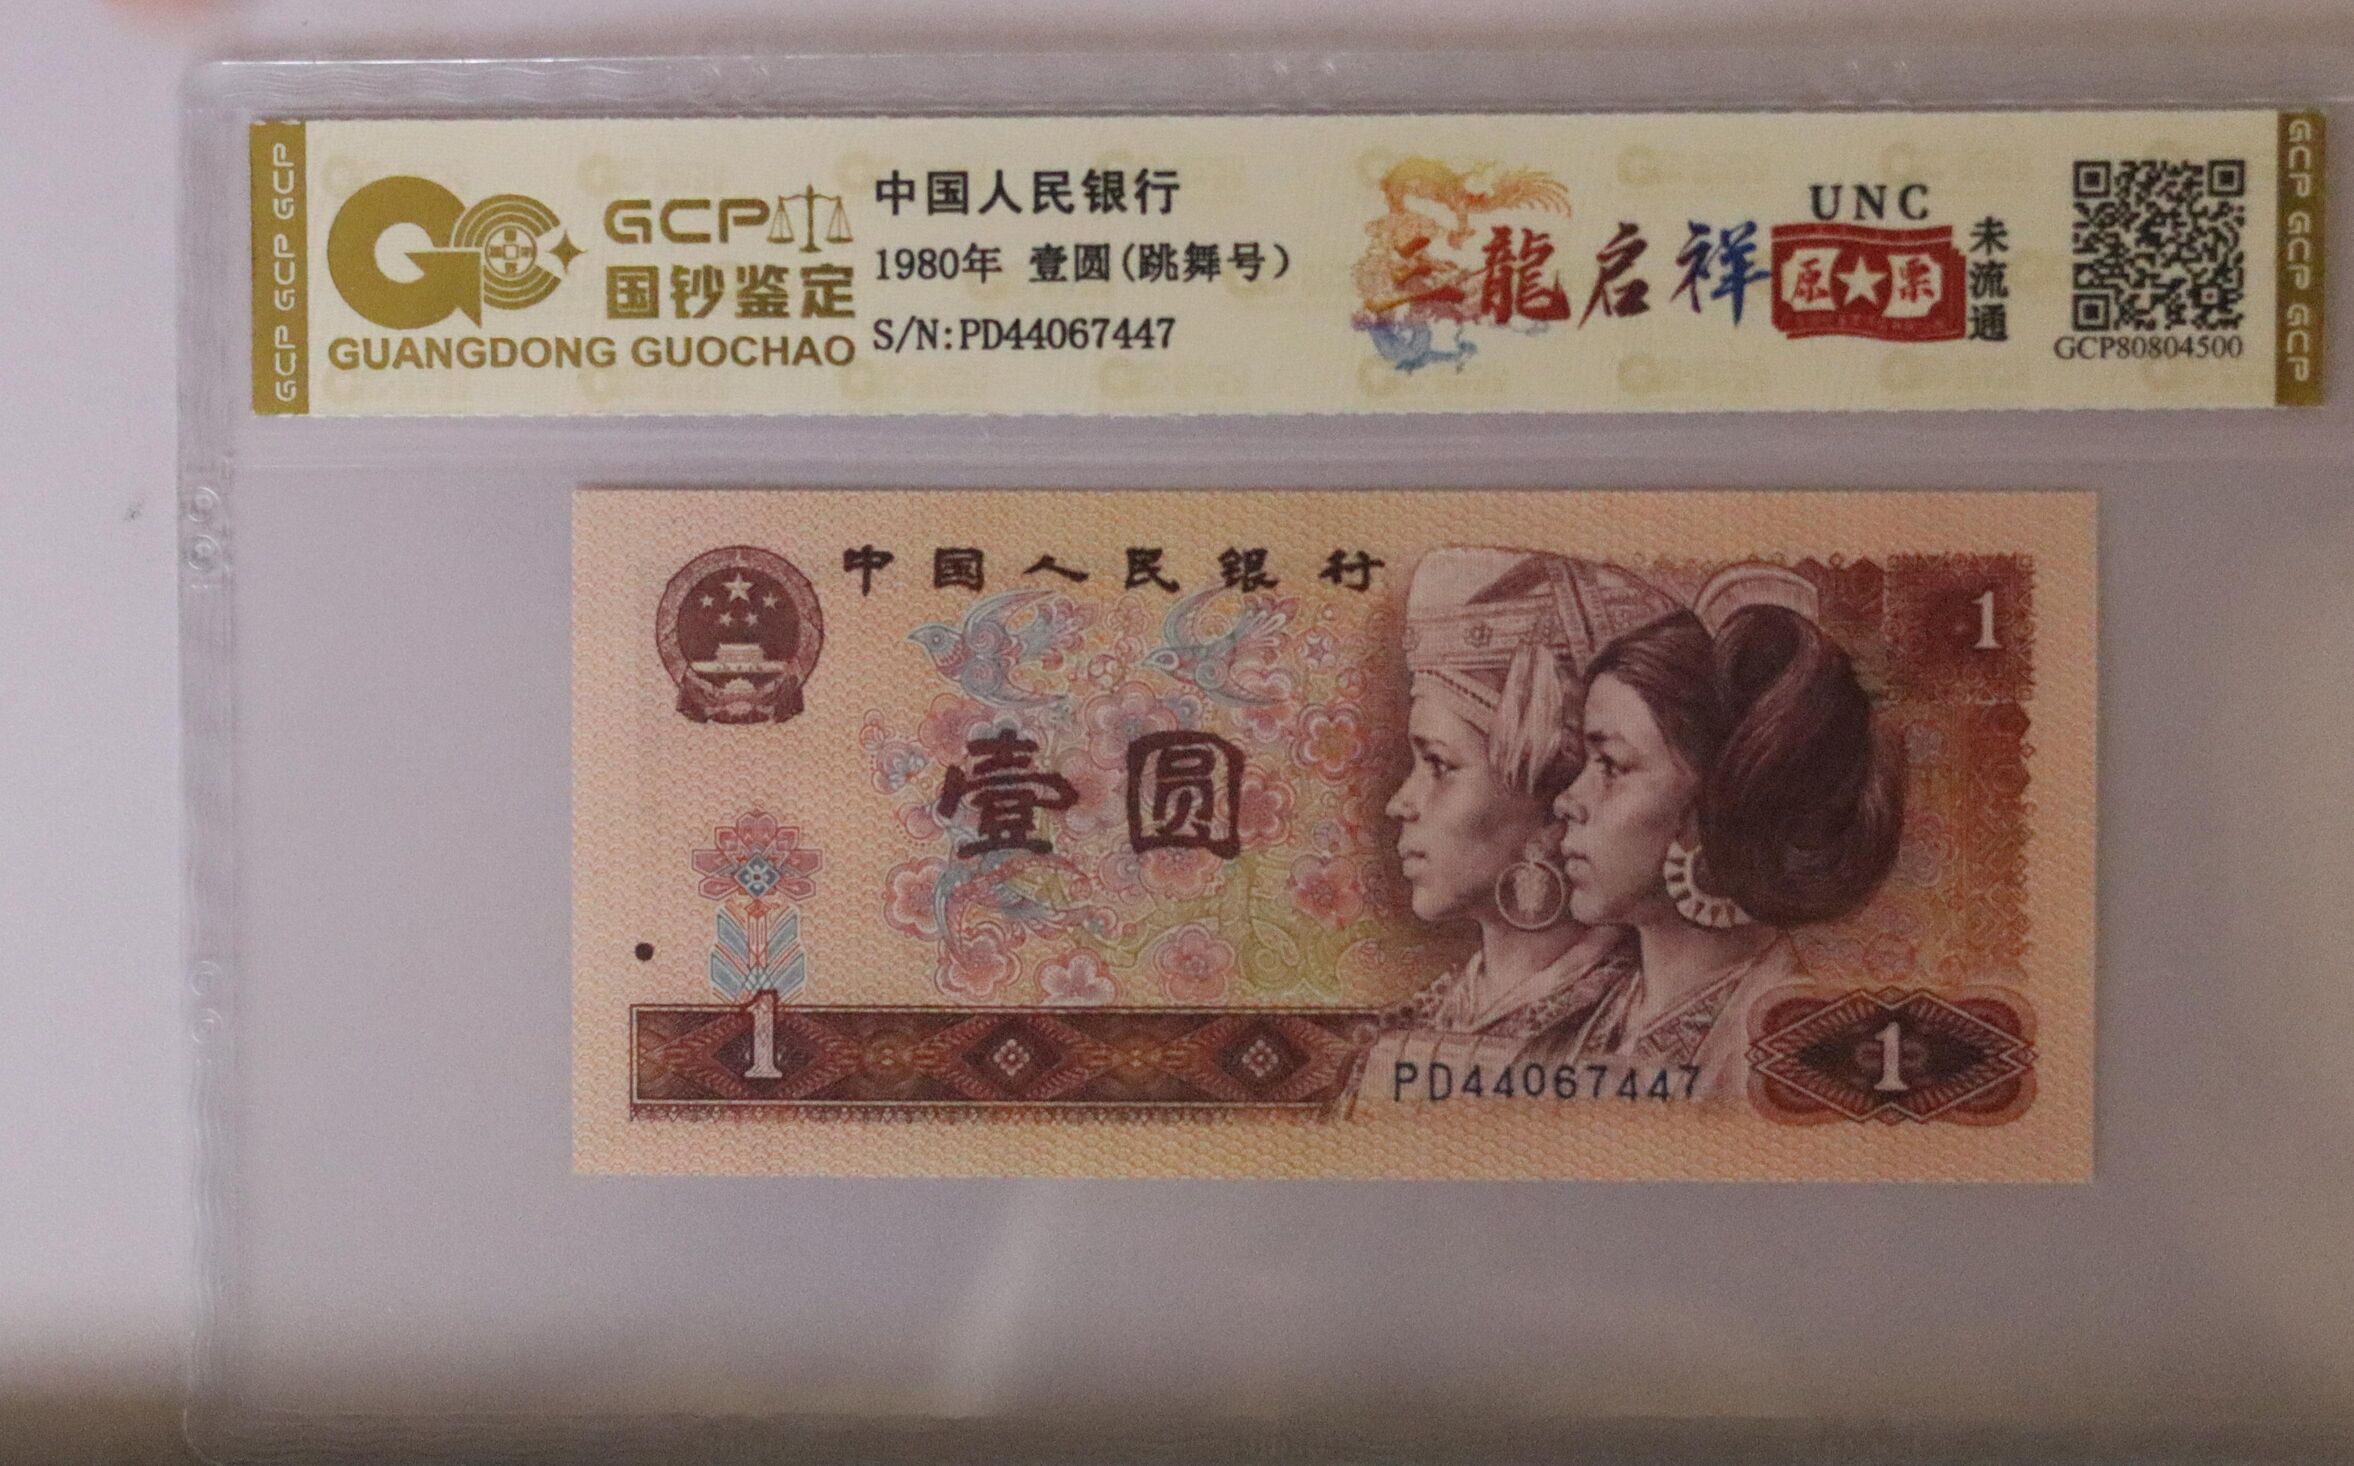 GCP GCP GCP
GCP
国钞鉴定
GUANGDONG GUOCHAO
中国人民银行
1980年 壹圆(跳舞号)
S/N:PD44067447
三龍启祥
UNC
原★票
未流通
GCP80804500
GCP GCP GCP
中国人民银行
1
壹圆
1
PD44067447
1